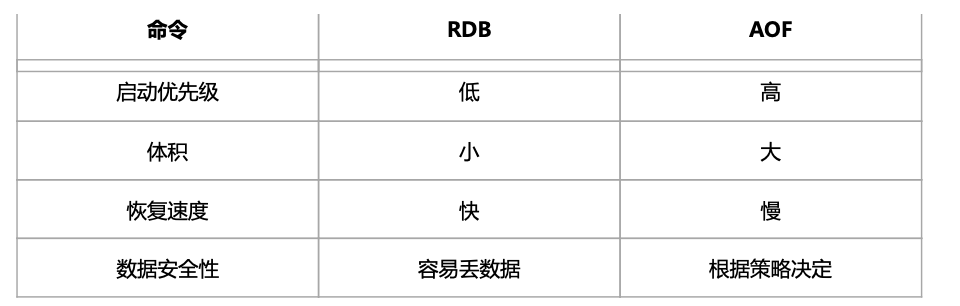 命令 RDB AOF
启动优先级 低 高
体积 小 大
恢复速度 快 慢
数据安全性 容易丢数据 根据策略决定